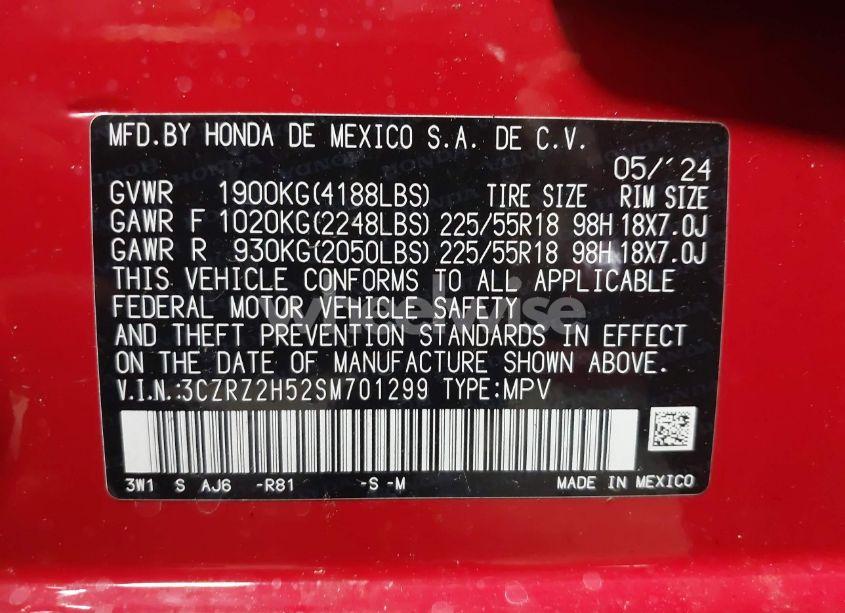 MFD.BY HONDA DE MEXICO S.A. DE C.V.
05/´24
GVWR 1900KG(4188LBS) TIRE SIZE RIM SIZE
GAWR F 1020KG(2248LBS) 225/55R18 98H 18X7.0J
GAWR R 930KG(2050LBS) 225/55R18 98H 18X7.0J
THIS VEHICLE CONFORMS TO ALL APPLICABLE
FEDERAL MOTOR VEHICLE SAFETY
AND THEFT PREVENTION STANDARDS IN EFFECT
ON THE DATE OF MANUFACTURE SHOWN ABOVE.
V.I.N.:3CZRZ2H52SM701299 TYPE:MPV
3W1 S AJ6 -R81 -S -M MADE IN MEXICO
wheelwise